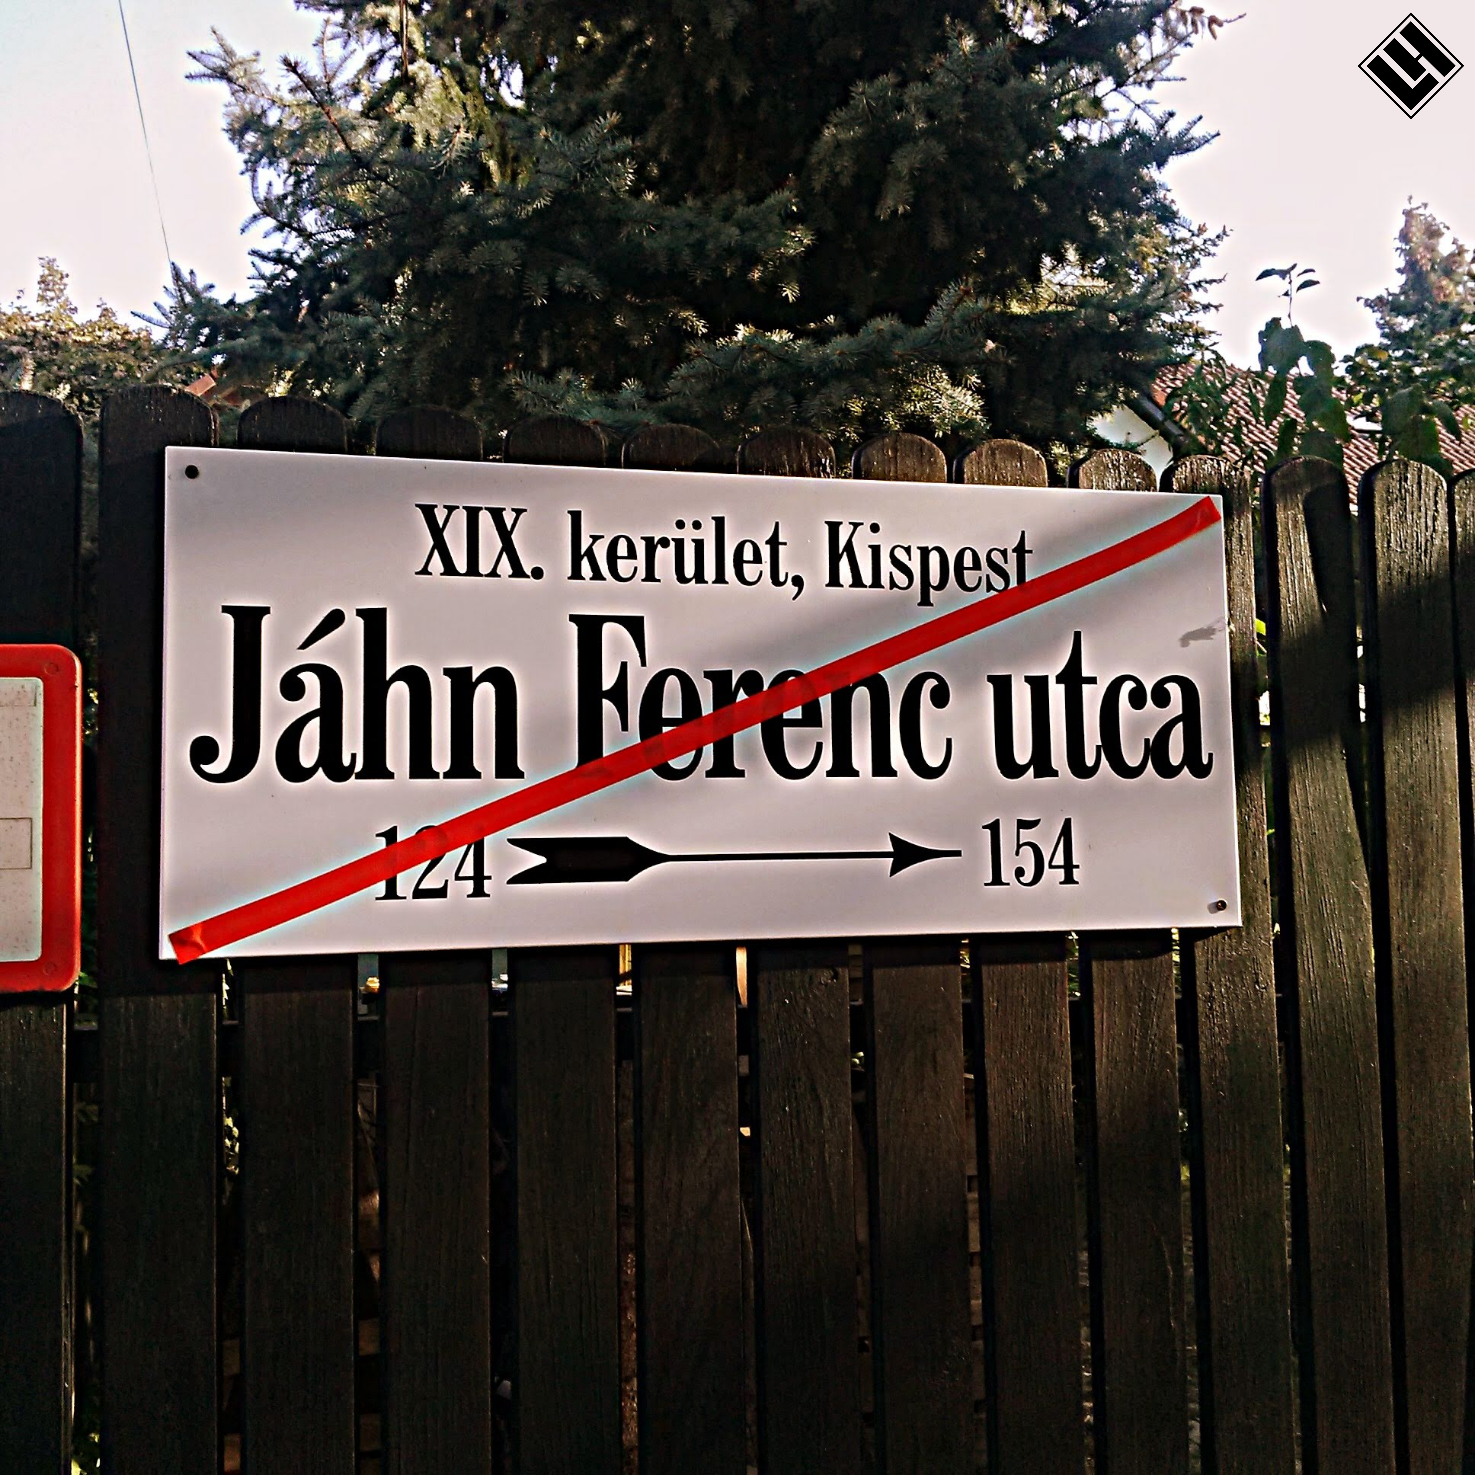 XIX. kerület, Kispest
Jáhn Ferenc utca
124 154